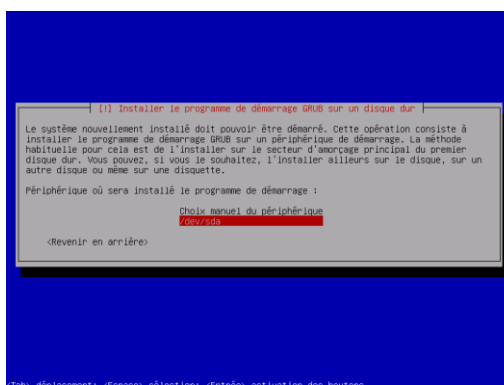 [!] Installer le programme de démarrage GRUB sur un disque dur
Le système nouvellement installé doit pouvoir être démarré. Cette opération consiste à
installer le programme de démarrage GRUB sur un périphérique de démarrage. La méthode
habituelle pour cela est de l'installer sur le secteur d'amorçage principal du premier
disque dur. Vous pouvez, si vous le souhaitez, l'installer ailleurs sur le disque, sur un
autre disque ou même sur une disquette.
Périphérique où sera installé le programme de démarrage :
Choix manuel du périphérique
/dev/sda
<Revenir en arrière>
<Tab> déplacement; <Espace> sélection; <Entrée> activation des boutons